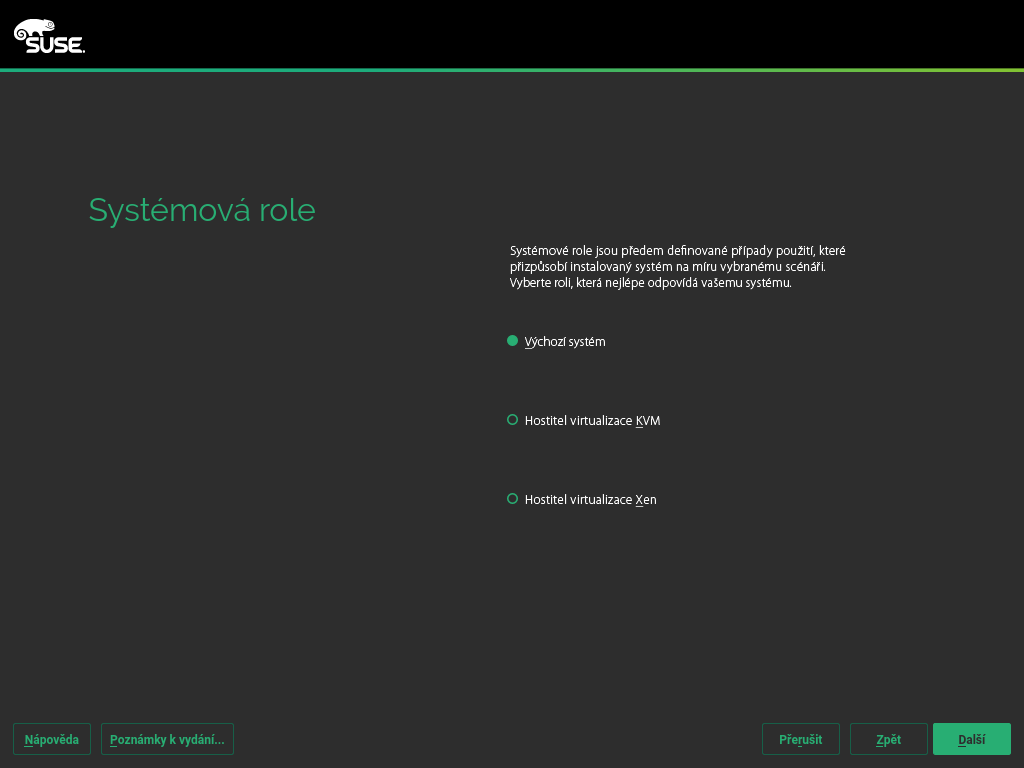 SUSE.
Systémová role
Systémové role jsou předem definované případy použití, které
přizpůsobí instalovaný systém na míru vybranému scénáři.
Vyberte roli, která nejlépe odpovídá vašemu systému.
Výchozí systém
Hostitel virtualizace KVM
Hostitel virtualizace Xen
Nápověda
Poznámky k vydání...
Přerušit
Zpět
Další